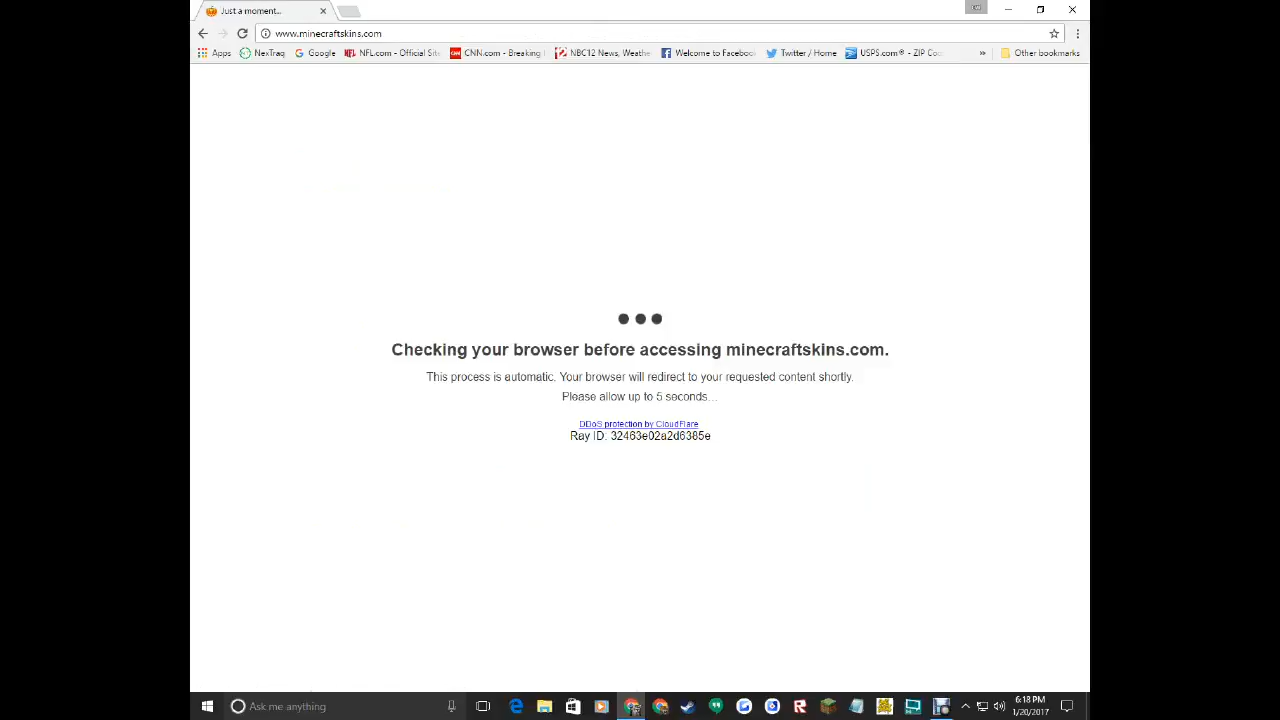 Just a moment...
www.minecraftskins.com
Apps NexTraq Google NFL.com - Official Site CNN.com - Breaking NBC12 News, Weathe Welcome to Facebook Twitter / Home USPS.com® - ZIP Co » Other bookmarks
Checking your browser before accessing minecraftskins.com.
This process is automatic. Your browser will redirect to your requested content shortly.
Please allow up to 5 seconds...
DDoS protection by CloudFlare
Ray ID: 32463e02a2d6385e
Ask me anything
6:18 PM
1/20/2017